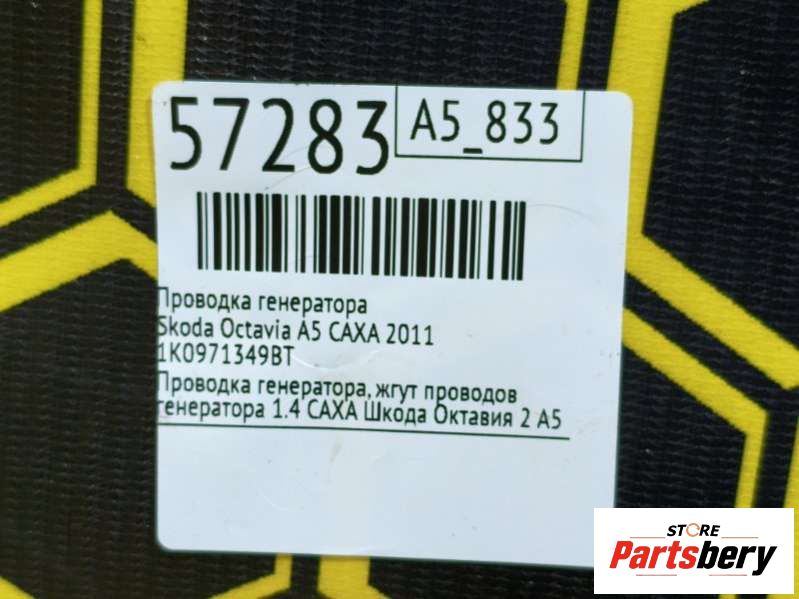 57283
A5_833
Проводка генератора
Skoda Octavia A5 CAXA 2011
1K0971349BT
Проводка генератора, жгут проводов
генератора 1.4 CAXA Шкода Октавия 2 A5
STORE
Partsbery